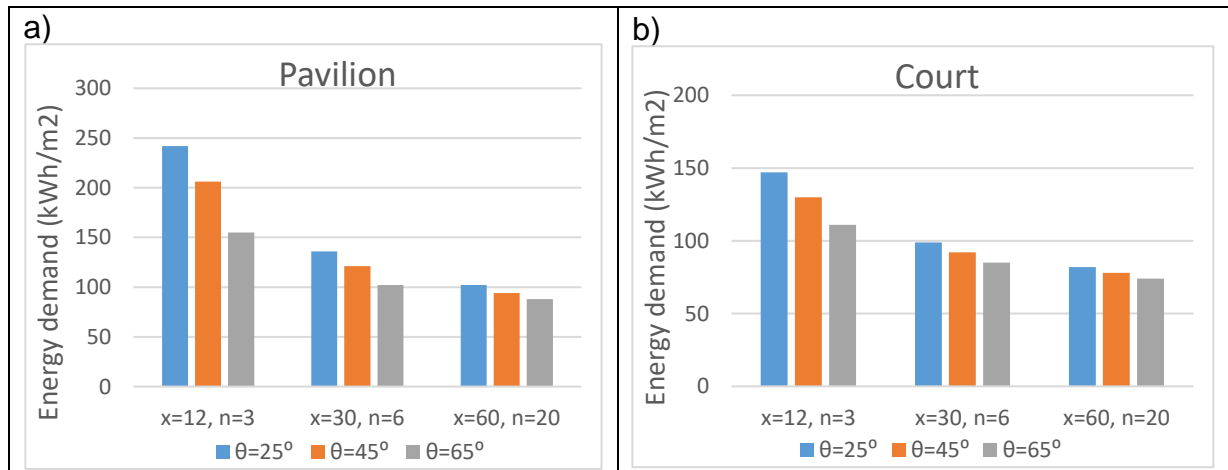 a)
Pavilion
Energy demand (kWh/m2)
300
250
200
150
100
50
0
x=12, n=3 x=30, n=6 x=60, n=20
θ=25º θ=45º θ=65º
b)
Court
Energy demand (kWh/m2)
200
150
100
50
0
x=12, n=3 x=30, n=6 x=60, n=20
θ=25º θ=45º θ=65º